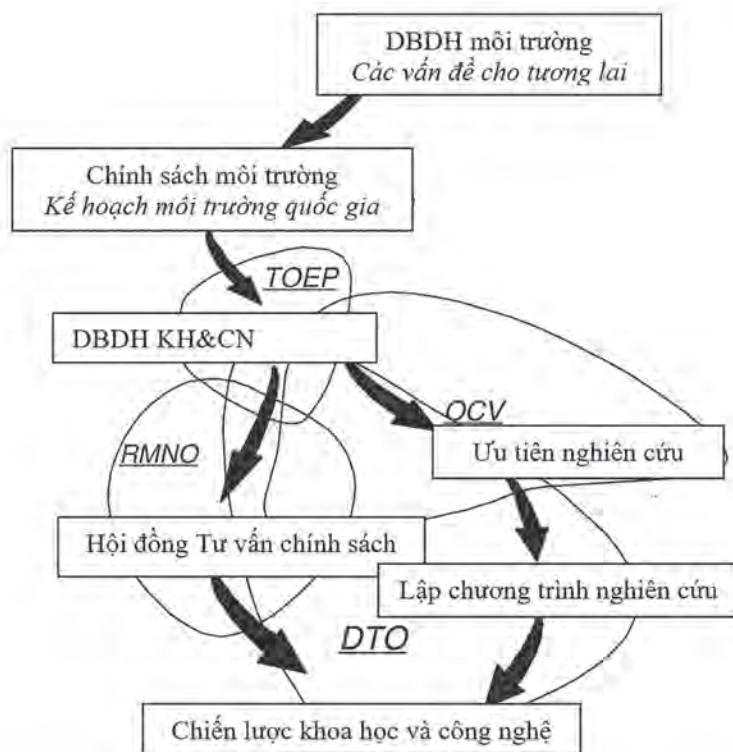 DBDH môi trường
Các vấn đề cho tương lai
Chính sách môi trường
Kế hoạch môi trường quốc gia
TOEP
DBDH KH&CN
OCV
RMNO
Ưu tiên nghiên cứu
Hội đồng Tư vấn chính sách
Lập chương trình nghiên cứu
DTO
Chiến lược khoa học và công nghệ